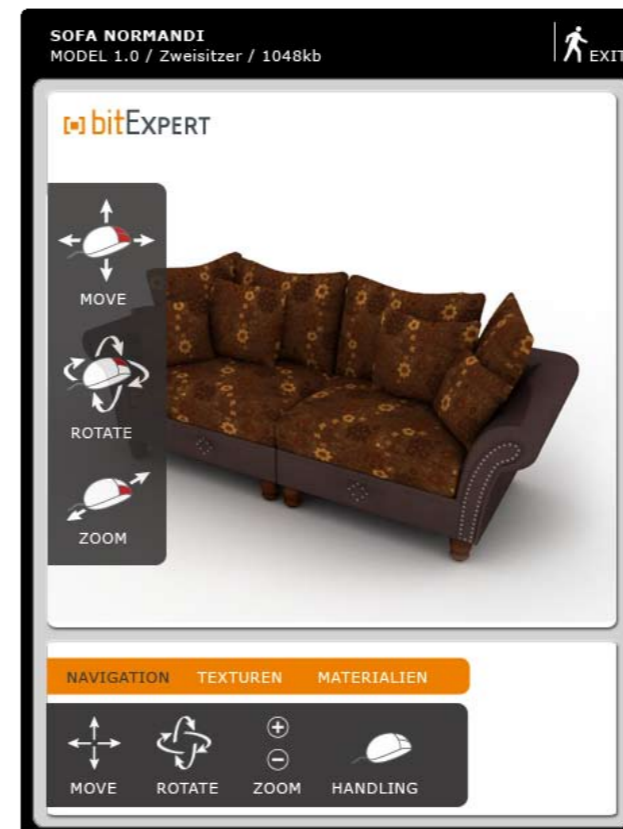 SOFA NORMANDI
MODEL 1.0 / Zweisitzer / 1048kb
EXIT
bitExpert
MOVE
ROTATE
ZOOM
NAVIGATION TEXTUREN MATERIALIEN
MOVE ROTATE ZOOM HANDLING